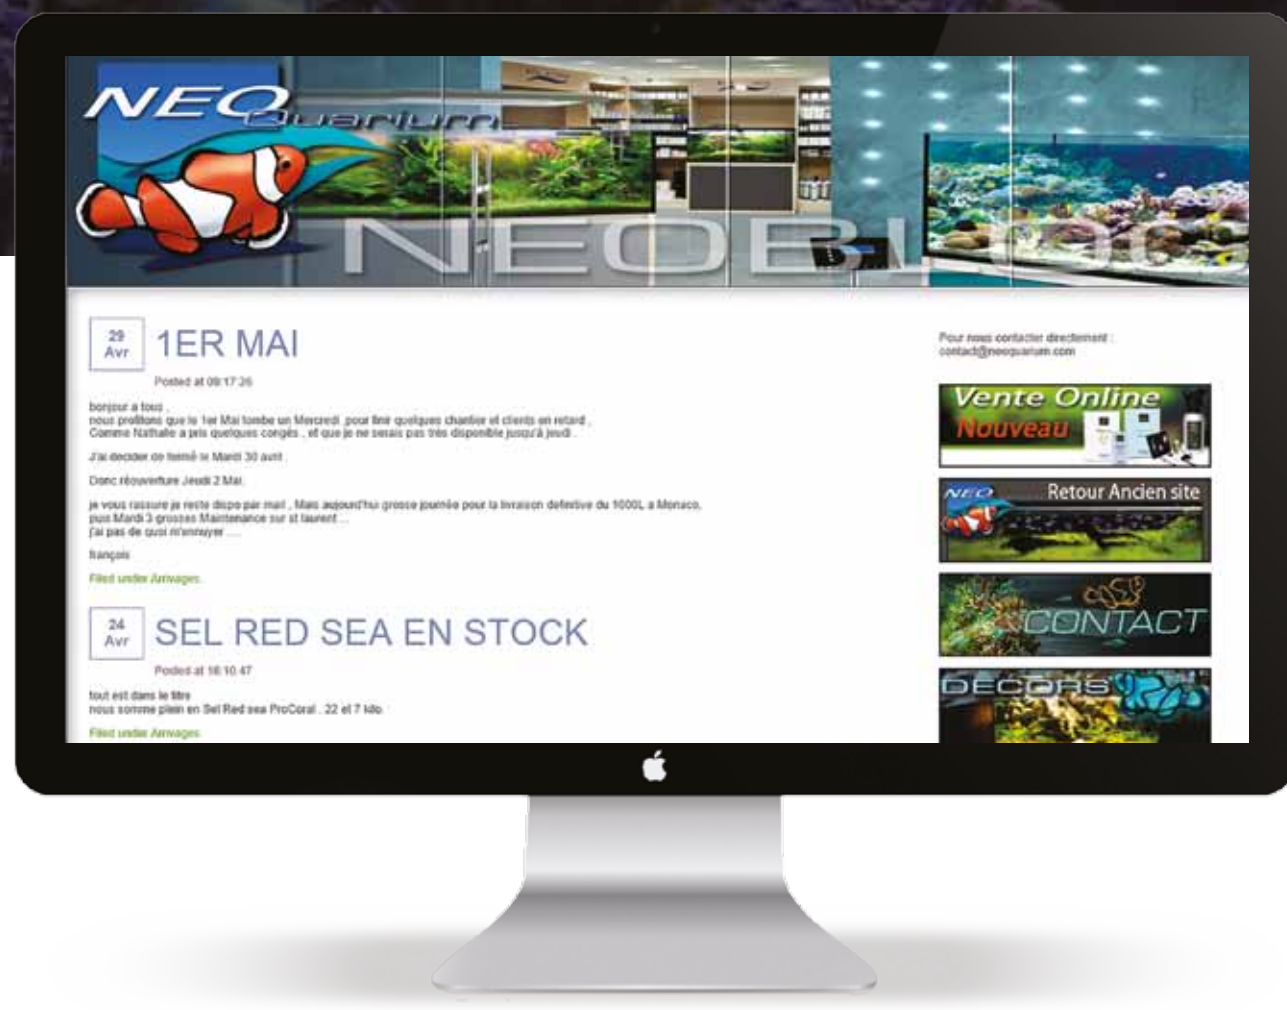 NEO
Quarium
NEOBLOG
29
Avr
1ER MAI
Posted at 09:17:26
bonjour a tous ,
nous profitons que le 1er Mai tombe un Mercredi ,pour finir quelques chantier et clients en retard ,
Comme Nathalie a pris quelques congés , et que je ne serais pas très disponible jusqu'à jeudi .
J'ai decider de fermé le Mardi 30 avril .
Donc réouverture Jeudi 2 Mai.
je vous rassure je reste dispo par mail , Mais aujourd'hui grosse journée pour la livraison definitive du 1000L a Monaco,
puis Mardi 3 grosses Maintenance sur st laurent ...
j'ai pas de quoi m'ennuyer .....
françois
Filed under Arrivages.
24
Avr
SEL RED SEA EN STOCK
Posted at 16:10:47
tout est dans le titre
nous somme plein en Sel Red sea ProCoral . 22 et 7 kilo.
Filed under Arrivages.
Pour nous contacter directement :
contact@neoquarium.com
Vente Online
Nouveau
NEO
Retour Ancien site
CONTACT
DECORS